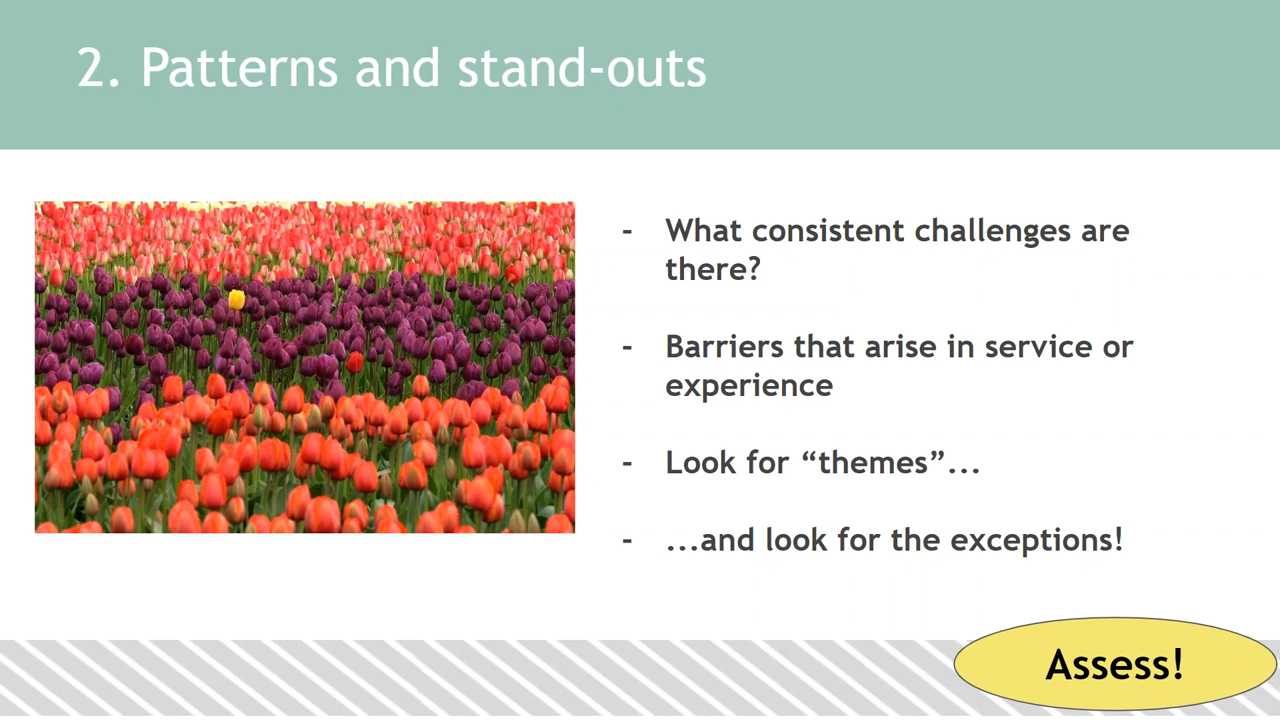 2. Patterns and stand-outs
- What consistent challenges are
there?
- Barriers that arise in service or
experience
- Look for “themes”...
- ...and look for the exceptions!
Assess!